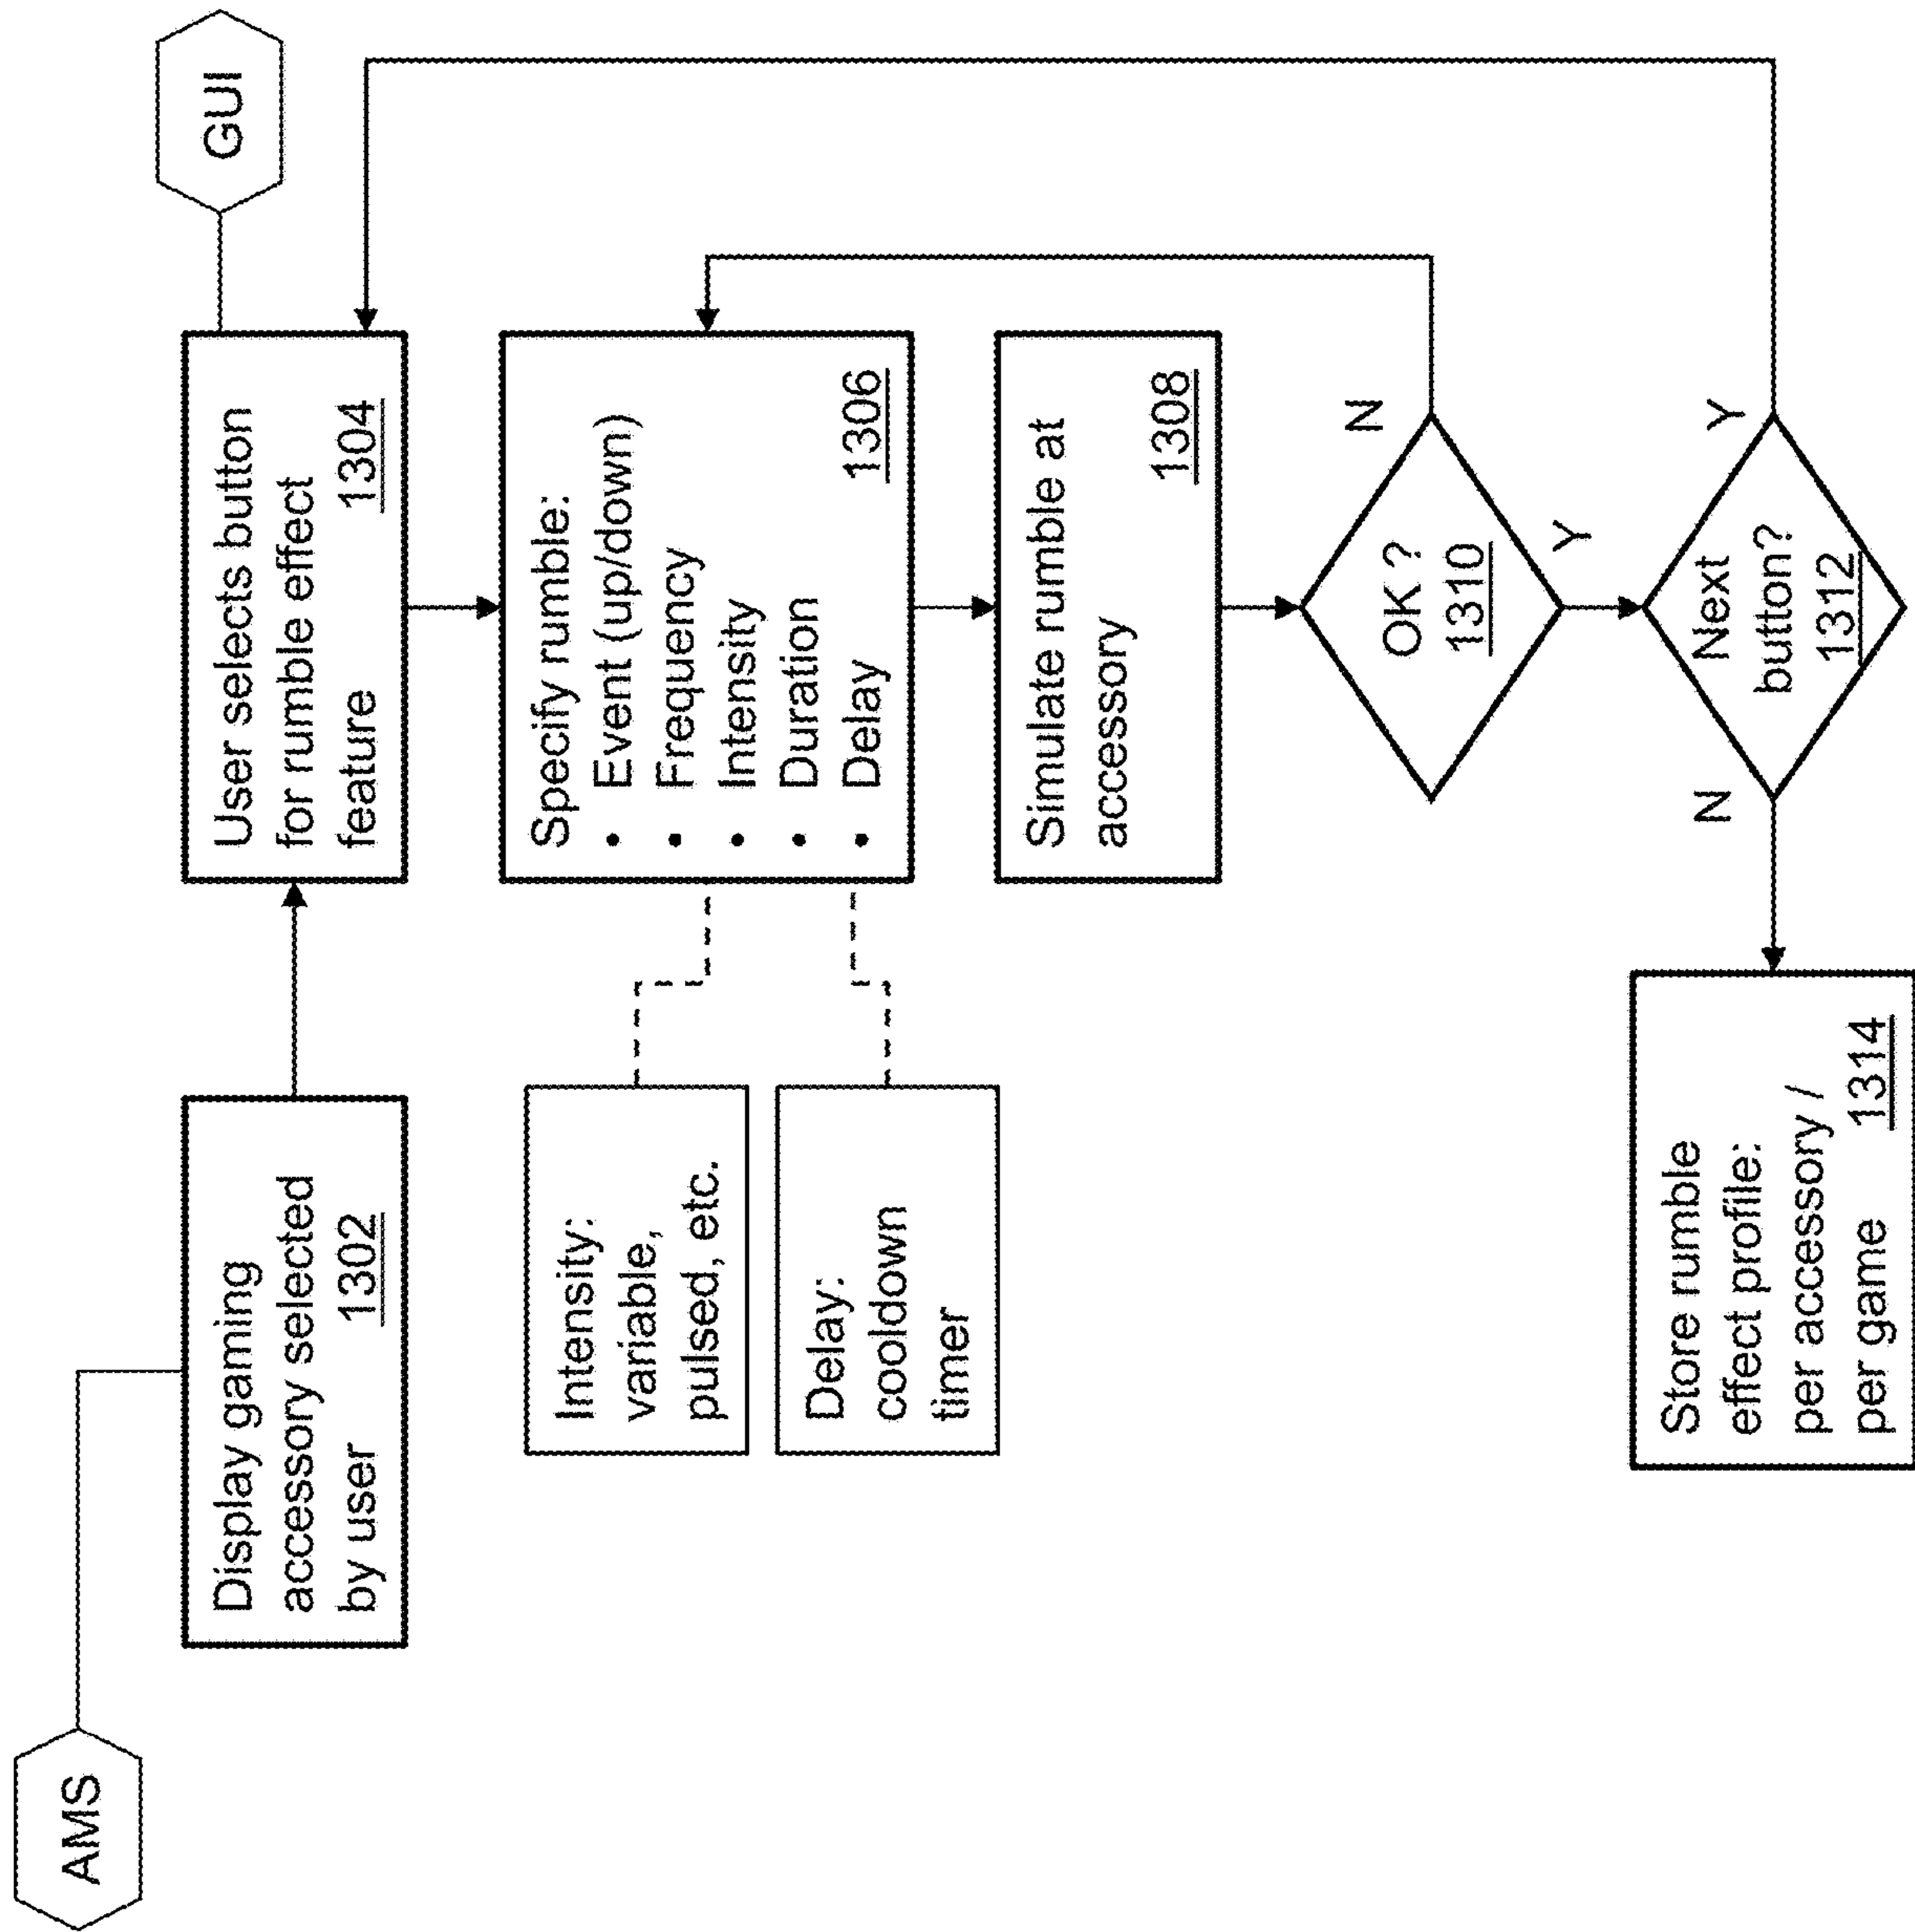 AMS
Display gaming
accessory selected
by user 1302
GUI
User selects button
for rumble effect
feature 1304
Specify rumble:
• Event (up/down)
• Frequency
• Intensity
• Duration
• Delay 1306
Intensity:
variable,
pulsed, etc.
Delay:
cooldown
timer
Simulate rumble at
accessory 1308
OK ?
1310
N
Y
Next
button?
1312
N
Y
Store rumble
effect profile:
per accessory /
per game 1314